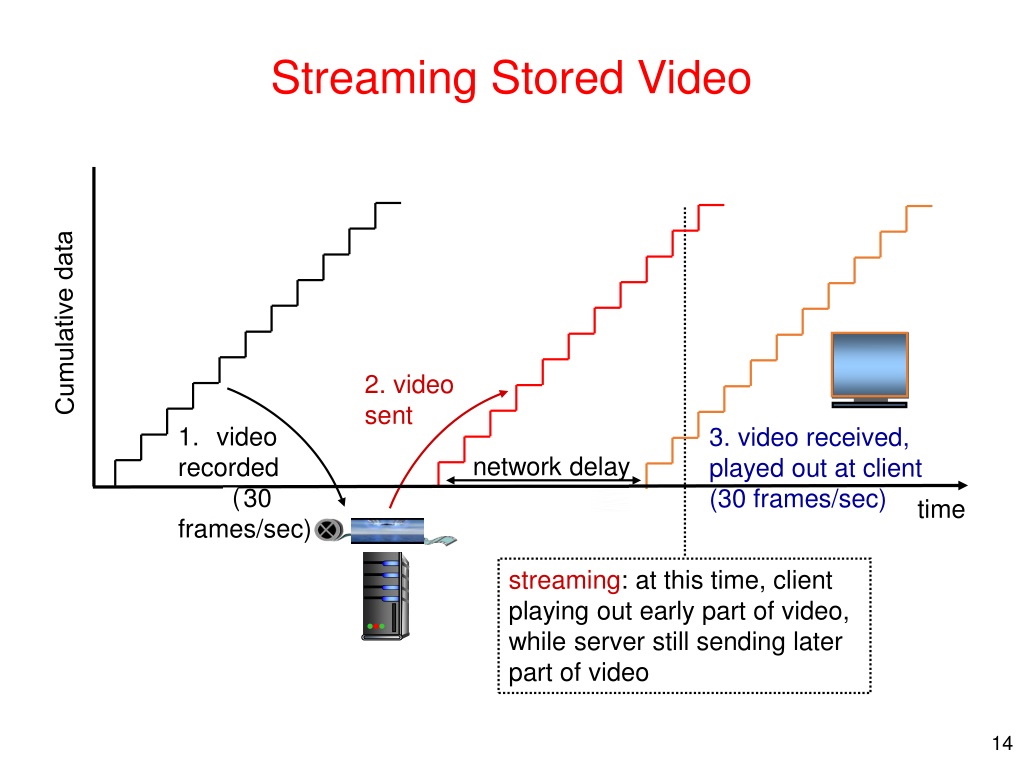 Streaming Stored Video
Cumulative data
1. video
recorded
(30
frames/sec)
2. video
sent
network delay
3. video received,
played out at client
(30 frames/sec)
time
streaming: at this time, client
playing out early part of video,
while server still sending later
part of video
14